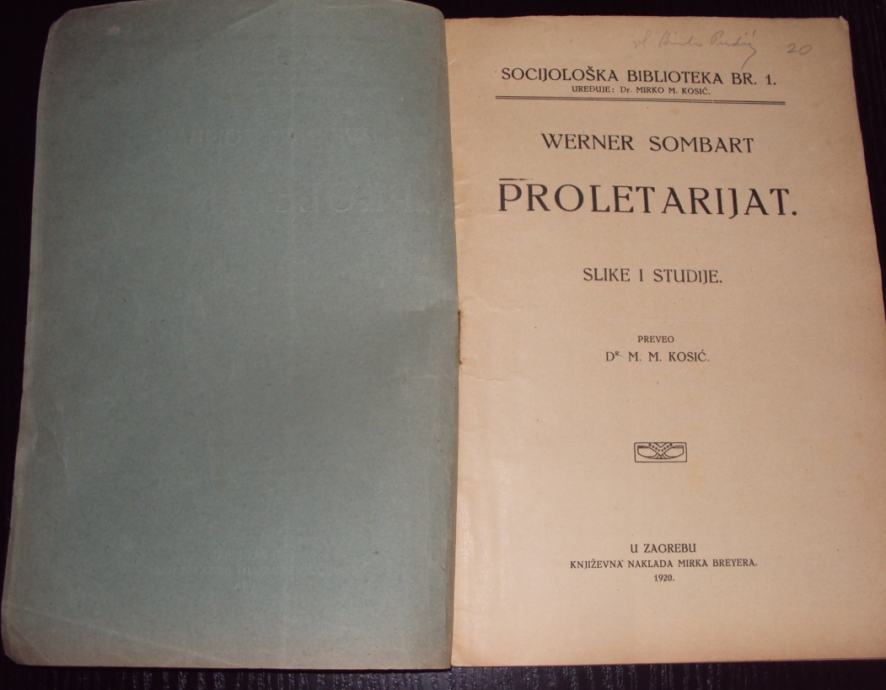 20
SOCIJOLOŠKA BIBLIOTEKA BR. 1.
UREĐUJE: Dr. MIRKO M. KOSIĆ.
WERNER SOMBART
PROLETARIJAT.
SLIKE I STUDIJE.
PREVEO
DR. M. M. KOSIĆ.
U ZAGREBU
KNJIŽEVNA NAKLADA MIRKA BREYERA.
1920.